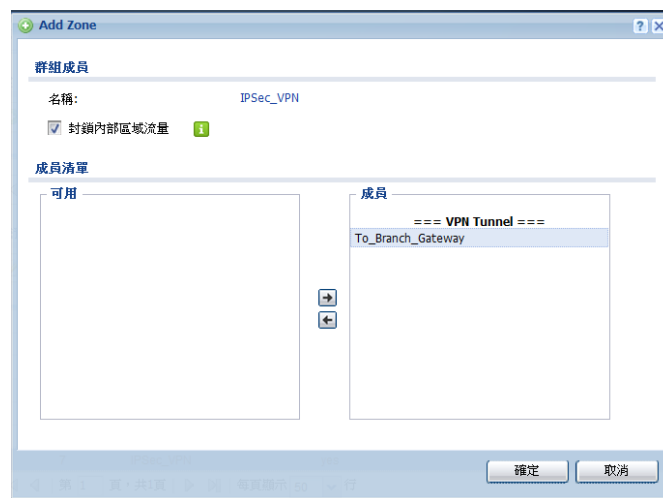 Add Zone
群組成員
名稱: IPSec_VPN
封鎖內部區域流量
成員清單
可用
成員
=== VPN Tunnel ===
To_Branch_Gateway
確定 取消